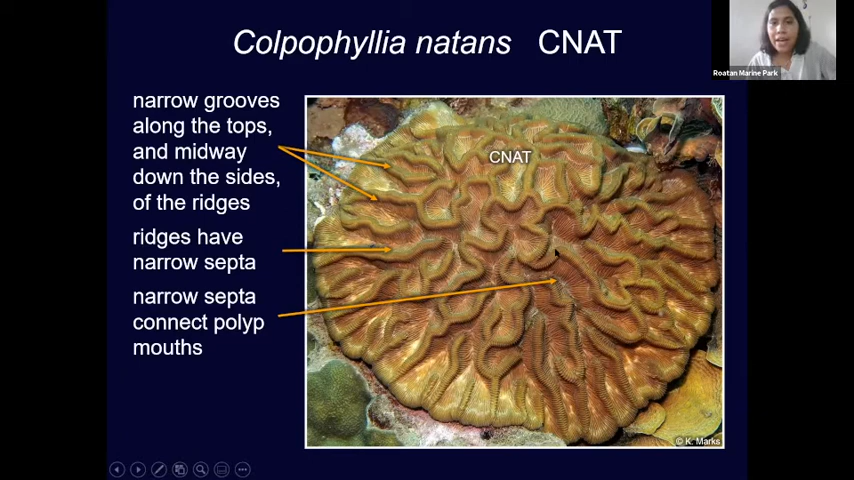 Colpophyllia natans CNAT
Roatan Marine Park
narrow grooves
along the tops,
and midway
down the sides,
of the ridges
ridges have
narrow septa
narrow septa
connect polyp
mouths
CNAT
© K. Marks